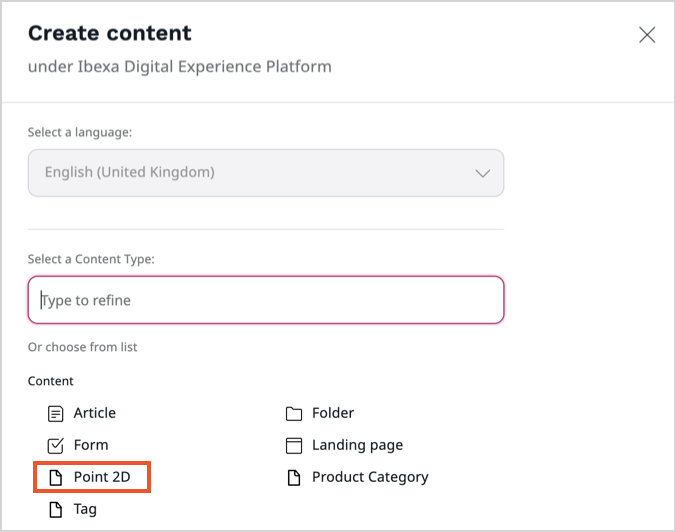 Create content
under Ibexa Digital Experience Platform
Select a language:
English (United Kingdom)
Select a Content Type:
Type to refine
Or choose from list
Content
Article
Folder
Form
Landing page
Point 2D
Product Category
Tag